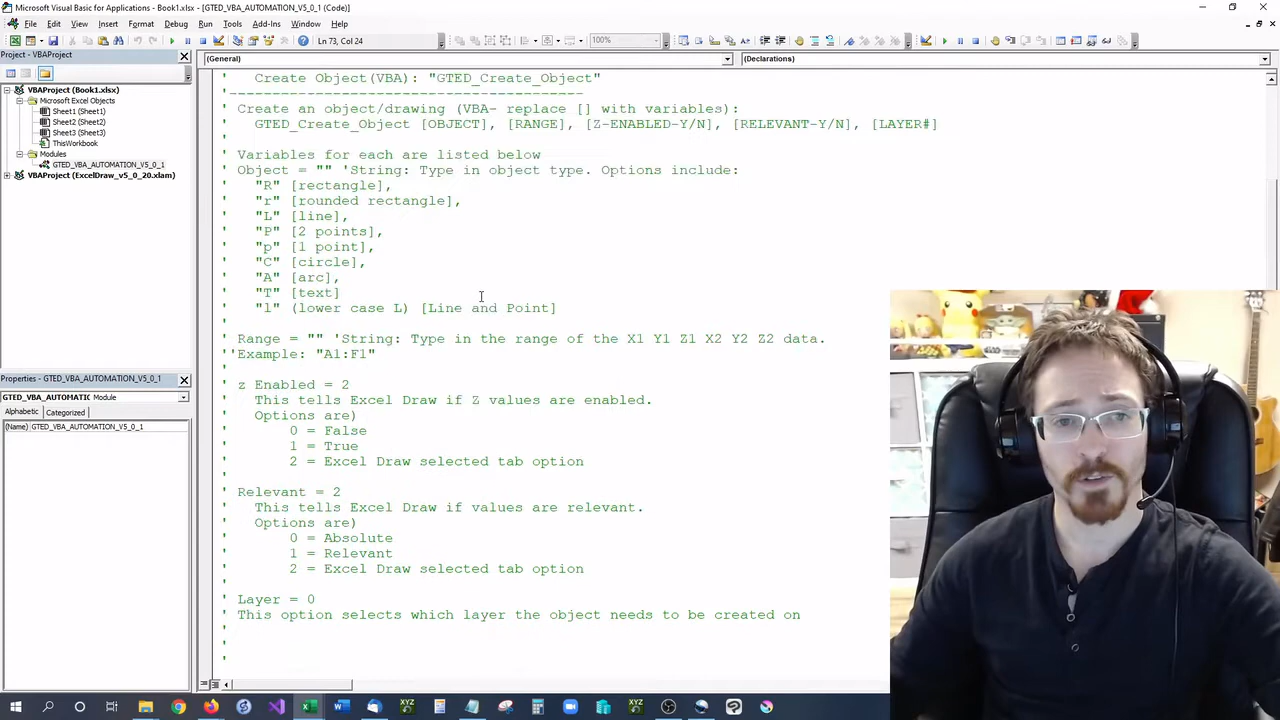 Microsoft Visual Basic for Applications - Book1.xlsx - [GTED_VBA_AUTOMATION_V5_0_1 (Code)]
File Edit View Insert Format Debug Run Tools Add-Ins Window Help
Ln 73, Col 24
100%
Project - VBAProject
(General)
(Declarations)
VBAProject (Book1.xlsx)
Microsoft Excel Objects
Sheet1 (Sheet1)
Sheet2 (Sheet2)
Sheet3 (Sheet3)
ThisWorkbook
Modules
GTED_VBA_AUTOMATION_V5_0_1
VBAProject (ExcelDraw_v5_0_20.xlam)
Properties - GTED_VBA_AUTOMATION_V5_0_1
GTED_VBA_AUTOMATIC Module
Alphabetic Categorized
(Name) GTED_VBA_AUTOMATION_V5_0_1
' Create Object(VBA): "GTED_Create_Object"
'-----------------------------------------
' Create an object/drawing (VBA- replace [] with variables):
' GTED_Create_Object [OBJECT], [RANGE], [Z-ENABLED-Y/N], [RELEVANT-Y/N], [LAYER#]
'
' Variables for each are listed below
' Object = "" 'String: Type in object type. Options include:
' "R" [rectangle],
' "r" [rounded rectangle],
' "L" [line],
' "P" [2 points],
' "p" [1 point],
' "C" [circle],
' "A" [arc],
' "T" [text]
' "l" (lower case L) [Line and Point]
'
' Range = "" 'String: Type in the range of the X1 Y1 Z1 X2 Y2 Z2 data.
''Example: "A1:F1"
'
' z Enabled = 2
' This tells Excel Draw if Z values are enabled.
' Options are)
' 0 = False
' 1 = True
' 2 = Excel Draw selected tab option
'
' Relevant = 2
' This tells Excel Draw if values are relevant.
' Options are)
' 0 = Absolute
' 1 = Relevant
' 2 = Excel Draw selected tab option
'
' Layer = 0
' This option selects which layer the object needs to be created on
'
'
'